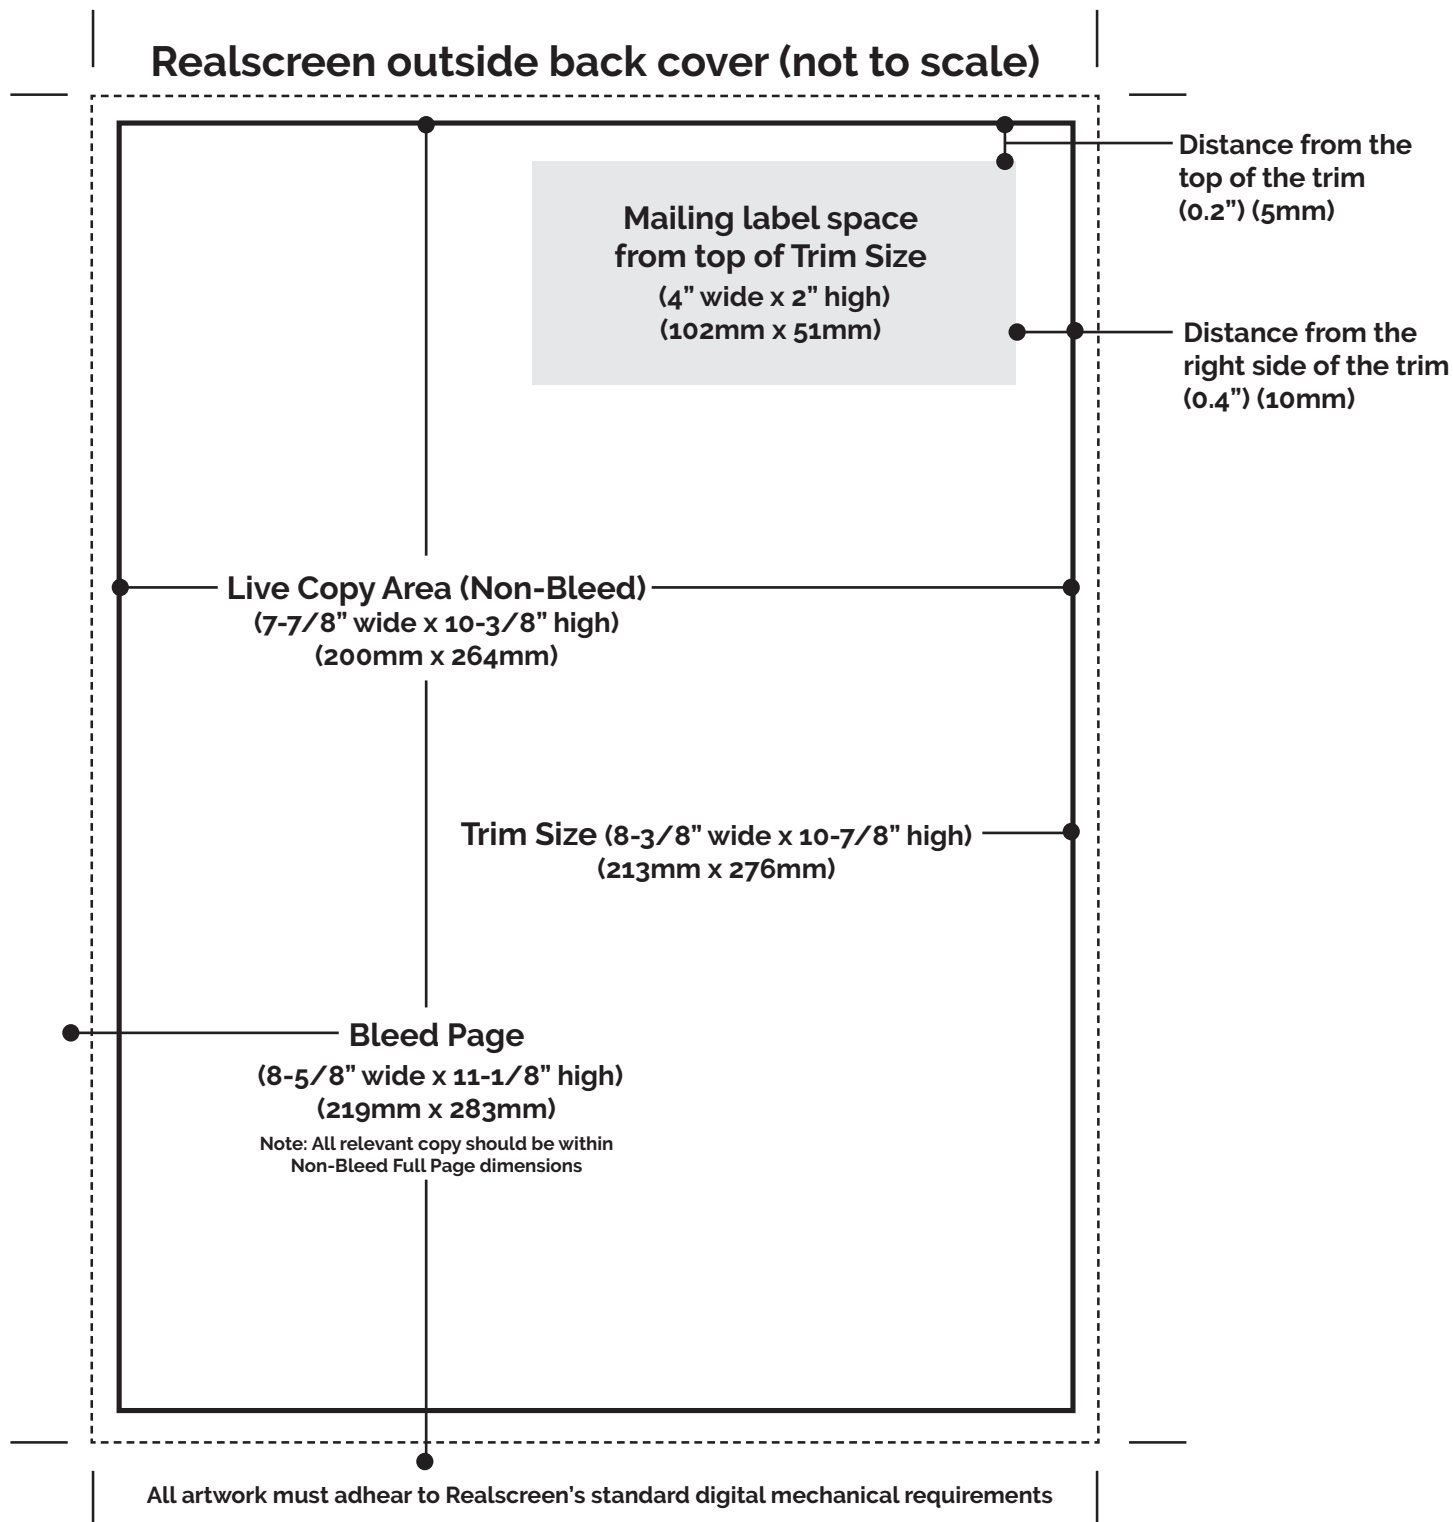 Realscreen outside back cover (not to scale)
Distance from the
top of the trim
(0.2”) (5mm)
Mailing label space
from top of Trim Size
(4” wide x 2” high)
(102mm x 51mm)
Distance from the
right side of the trim
(0.4”) (10mm)
Live Copy Area (Non-Bleed)
(7-7/8” wide x 10-3/8” high)
(200mm x 264mm)
Trim Size (8-3/8” wide x 10-7/8” high)
(213mm x 276mm)
Bleed Page
(8-5/8” wide x 11-1/8” high)
(219mm x 283mm)
Note: All relevant copy should be within
Non-Bleed Full Page dimensions
All artwork must adhear to Realscreen’s standard digital mechanical requirements